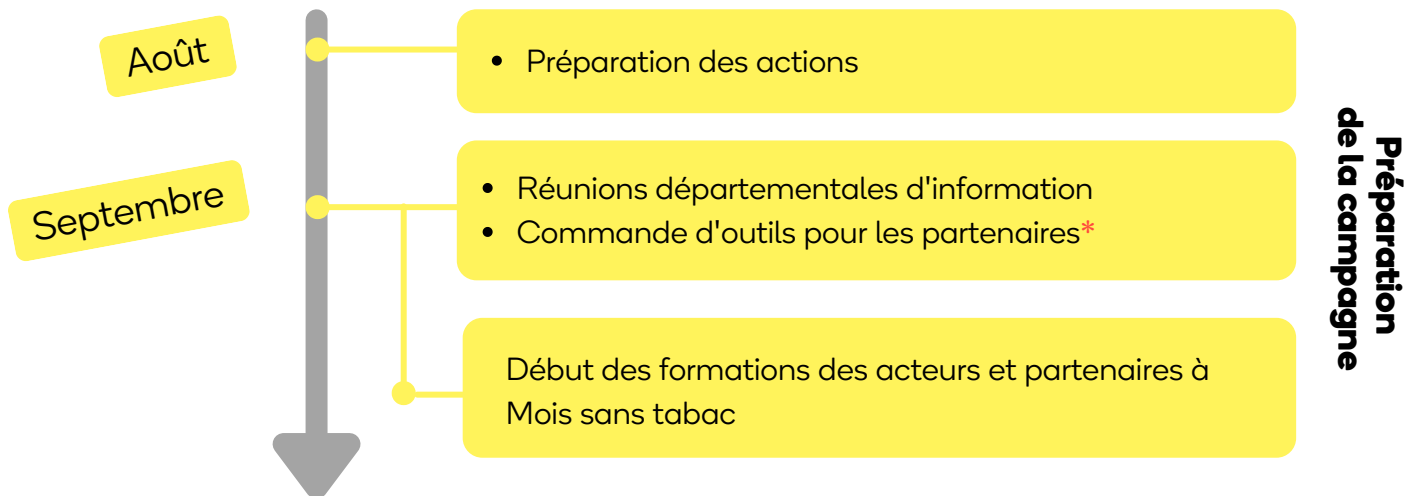 Août
• Préparation des actions
Septembre
• Réunions départementales d'information
• Commande d'outils pour les partenaires*
Début des formations des acteurs et partenaires à
Mois sans tabac
Préparation
de la campagne